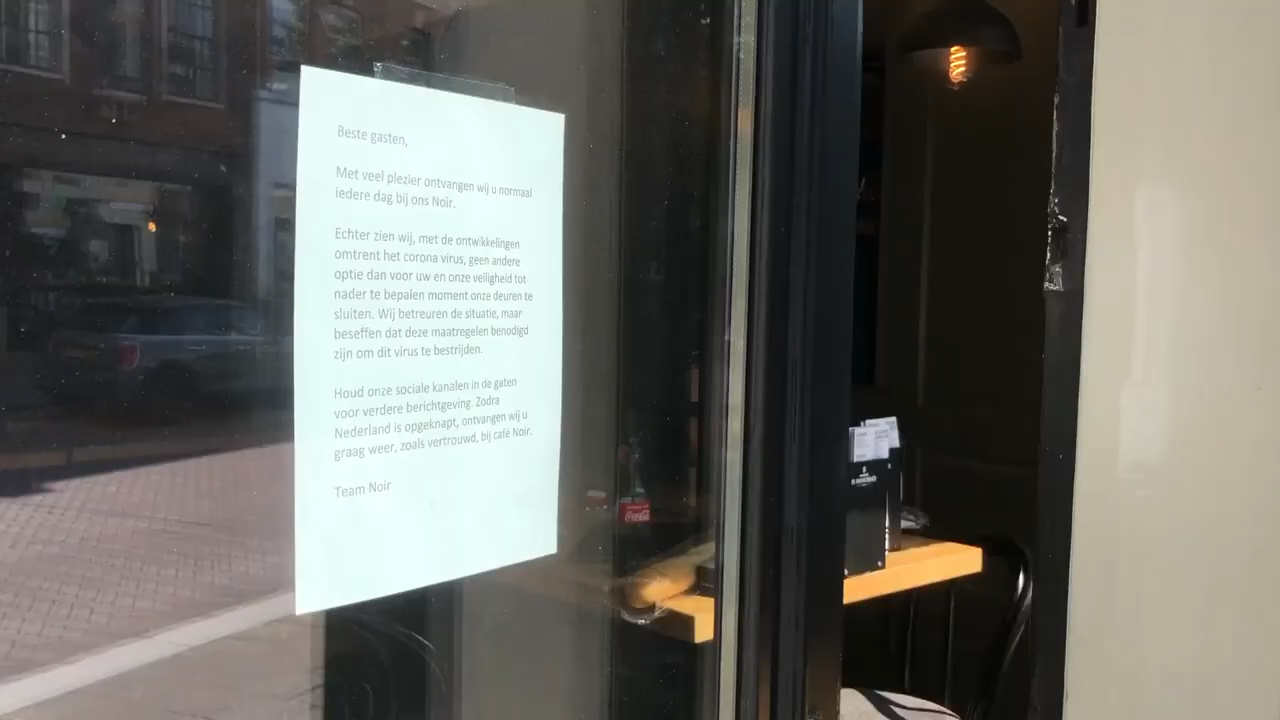 Beste gasten,
Met veel plezier ontvangen wij u normaal
iedere dag bij ons Noir.
Echter zien wij, met de ontwikkelingen
omtrent het corona virus, geen andere
optie dan voor uw en onze veiligheid tot
nader te bepalen moment onze deuren te
sluiten. Wij betreuren de situatie, maar
beseffen dat deze maatregelen benodigd
zijn om dit virus te bestrijden.
Houd onze sociale kanalen in de gaten
voor verdere berichtgeving. Zodra
Nederland is opgeknapt, ontvangen wij u
graag weer, zoals vertrouwd, bij café Noir.
Team Noir
Coca-Cola